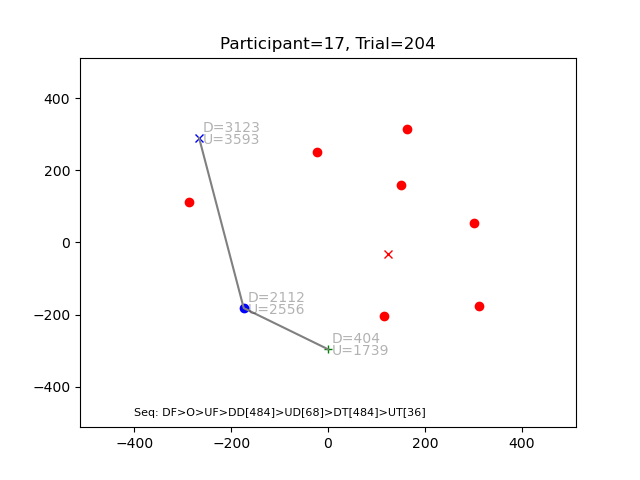 Participant=17, Trial=204
400
200
0
−200
−400
D=3123
U=3593
D=2112
U=2556
D=404
U=1739
Seq: DF>O>UF>DD[484]>UD[68]>DT[484]>UT[36]
−400
−200
0
200
400